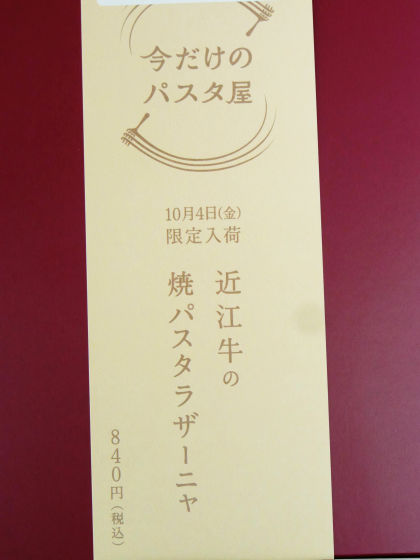 今だけの
パスタ屋
10月4日(金)
限定入荷
近江牛の
焼パスタラザーニャ
840円(税込)